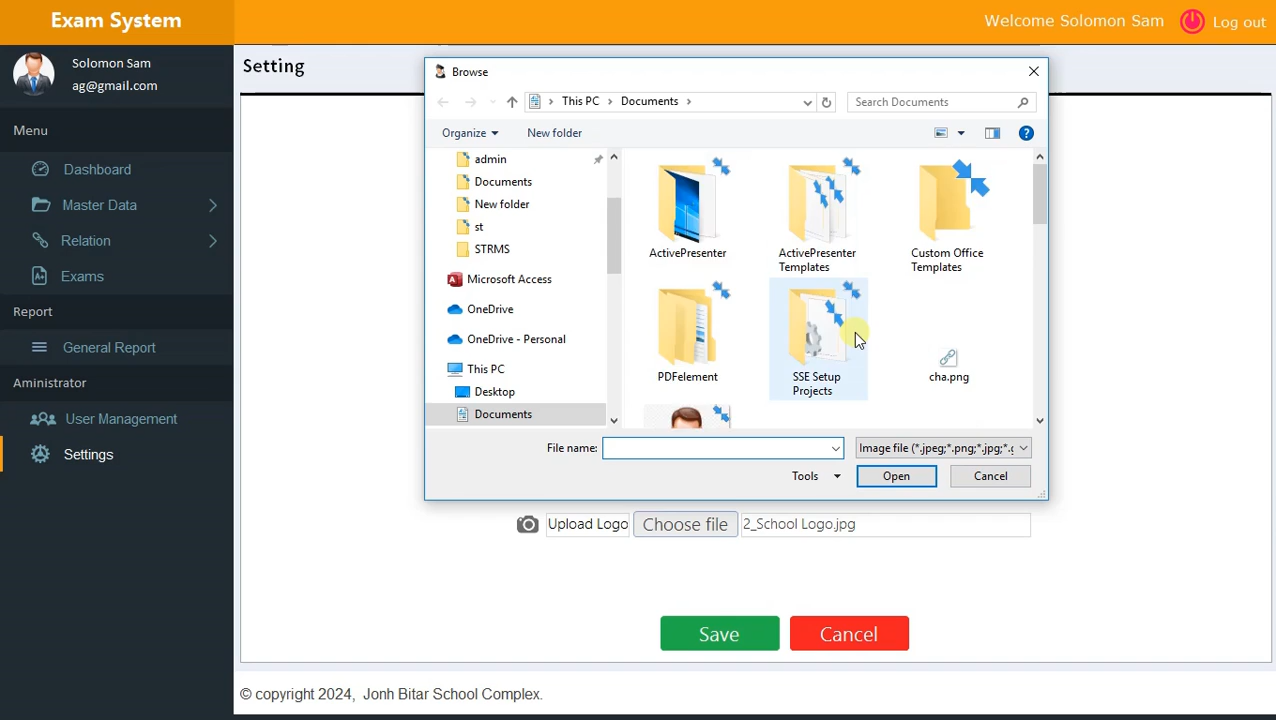 Exam System
Welcome Solomon Sam
Log out
Solomon Sam
ag@gmail.com
Menu
Dashboard
Master Data
Relation
Exams
Report
General Report
Aministrator
User Management
Settings
Setting
Browse
This PC > Documents >
Search Documents
Organize
New folder
admin
Documents
New folder
st
STRMS
Microsoft Access
OneDrive
OneDrive - Personal
This PC
Desktop
Documents
ActivePresenter
ActivePresenter
Templates
Custom Office
Templates
PDFelement
SSE Setup
Projects
cha.png
File name:
Image file (*.jpeg;*.png;*.jpg;*.g
Tools
Open
Cancel
Upload Logo
Choose file
2_School Logo.jpg
Save
Cancel
© copyright 2024, Jonh Bitar School Complex.